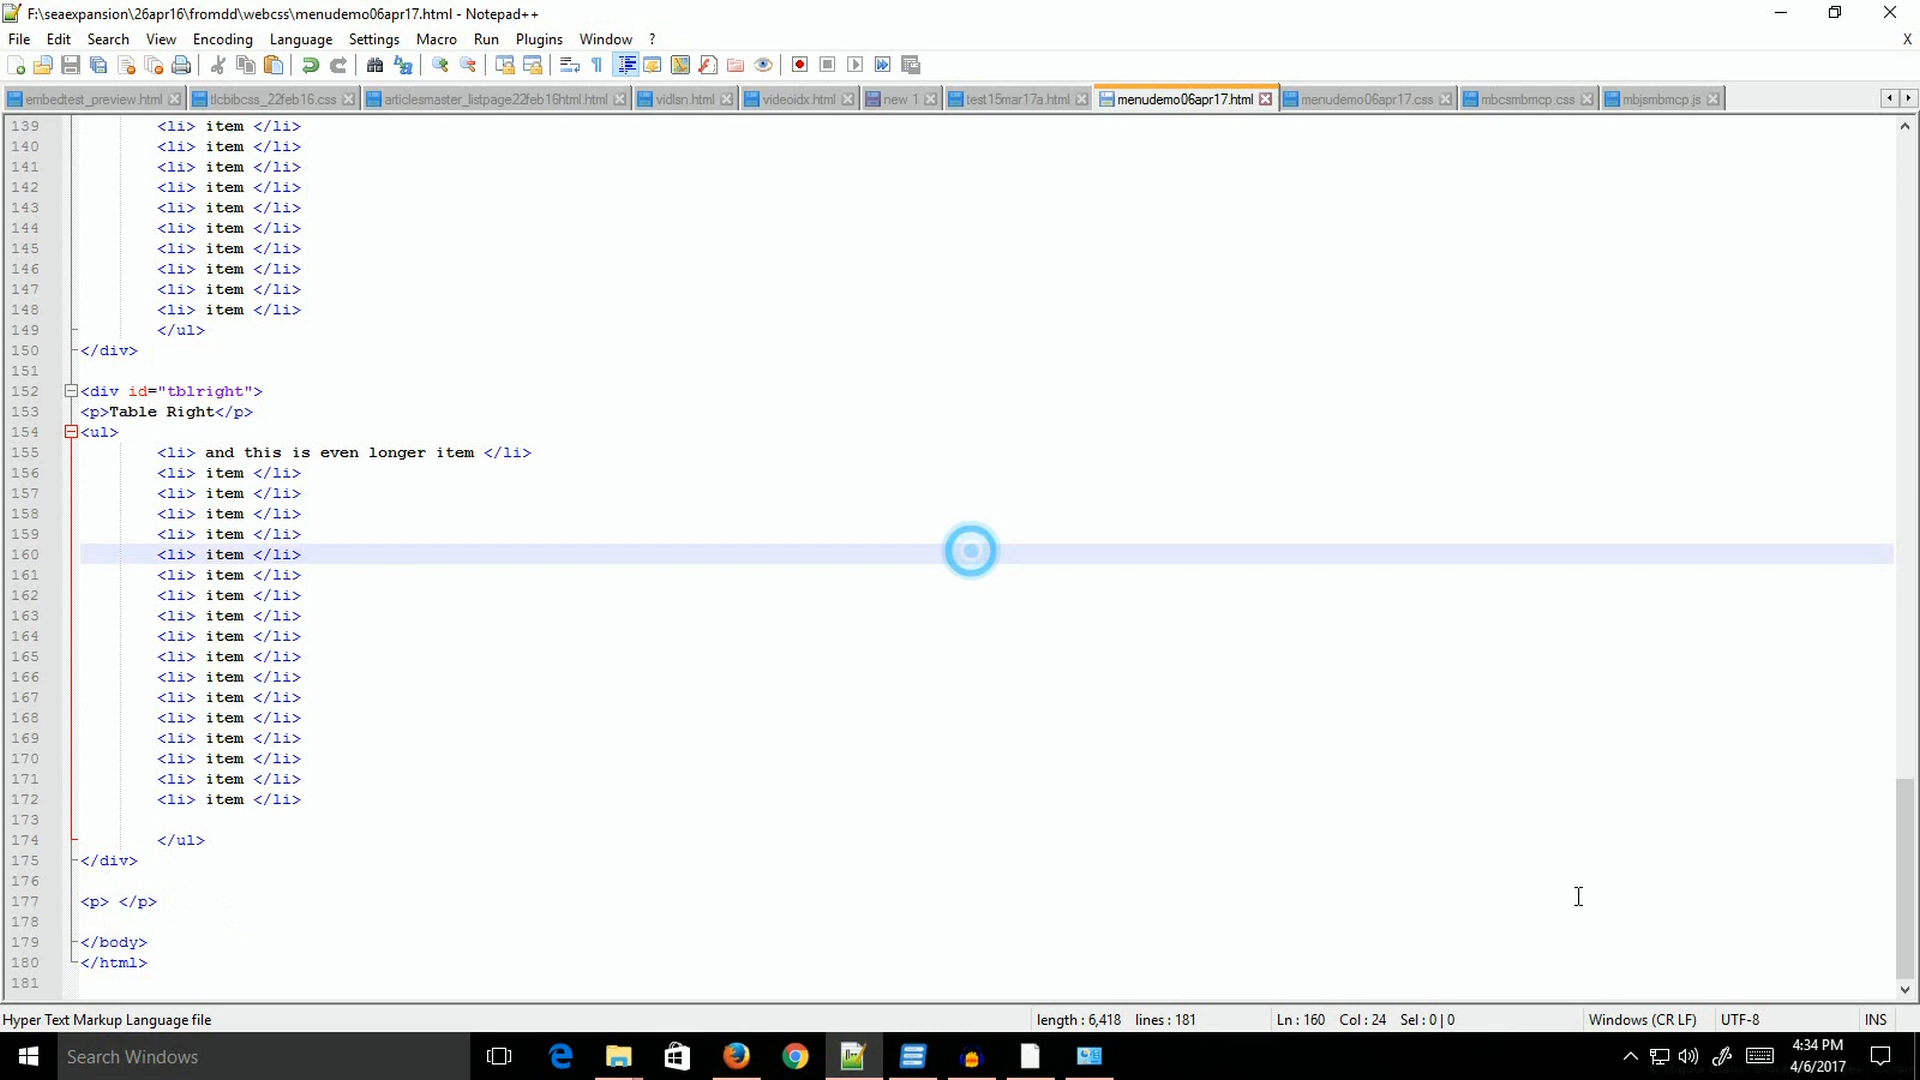 F:\seaexpansion\26apr16\fromdd\webcss\menudemo06apr17.html - Notepad++
File Edit Search View Encoding Language Settings Macro Run Plugins Window ? X
embedtest_preview.html tlcbibcss_22feb16.css articlesmaster_listpage22feb16html.html vidlsn.html videoidx.html new 1 test15mar17a.html menudemo06apr17.html menudemo06apr17.css mbcsmbmcp.css mbjsmbmcp.js
139 <li> item </li>
140 <li> item </li>
141 <li> item </li>
142 <li> item </li>
143 <li> item </li>
144 <li> item </li>
145 <li> item </li>
146 <li> item </li>
147 <li> item </li>
148 <li> item </li>
149 </ul>
150 </div>
151
152 <div id="tblright">
153 <p>Table Right</p>
154 <ul>
155 <li> and this is even longer item </li>
156 <li> item </li>
157 <li> item </li>
158 <li> item </li>
159 <li> item </li>
160 <li> item </li>
161 <li> item </li>
162 <li> item </li>
163 <li> item </li>
164 <li> item </li>
165 <li> item </li>
166 <li> item </li>
167 <li> item </li>
168 <li> item </li>
169 <li> item </li>
170 <li> item </li>
171 <li> item </li>
172 <li> item </li>
173
174 </ul>
175 </div>
176
177 <p> </p>
178
179 </body>
180 </html>
181
Hyper Text Markup Language file length : 6,418 lines : 181 Ln : 160 Col : 24 Sel : 0 | 0 Windows (CR LF) UTF-8 INS
Search Windows
4:34 PM
4/6/2017